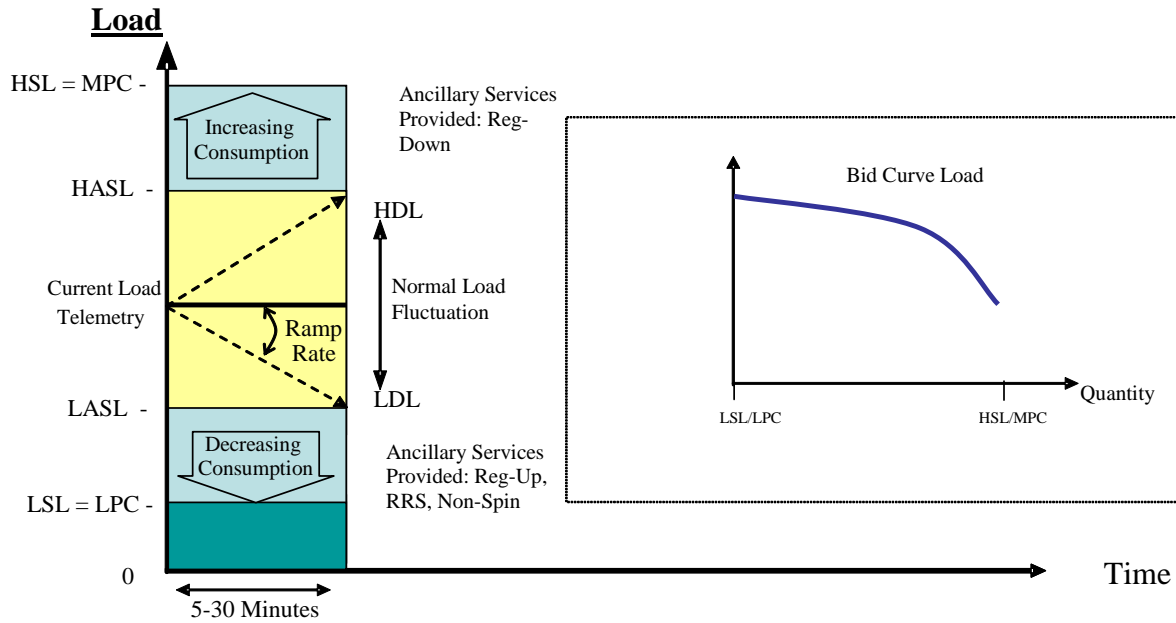 Load
HSL = MPC -
Increasing
Consumption
Ancillary Services
Provided: Reg-
Down
HASL -
HDL
Current Load
Telemetry
Normal Load
Fluctuation
Ramp
Rate
LDL
LASL -
Decreasing
Consumption
Ancillary Services
Provided: Reg-Up,
RRS, Non-Spin
LSL = LPC -
0
Time
5-30 Minutes
Bid Curve Load
Quantity
LSL/LPC
HSL/MPC